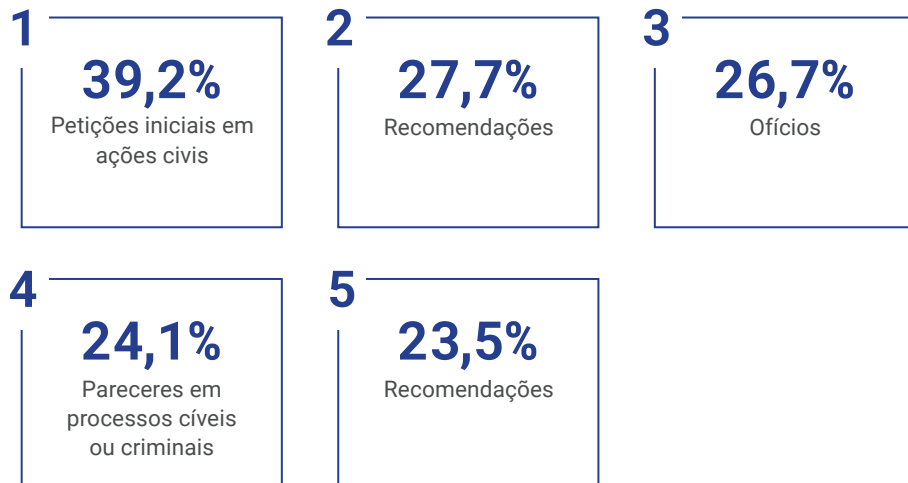 1
39,2%
Petições iniciais em
ações civis
2
27,7%
Recomendações
3
26,7%
Ofícios
4
24,1%
Pareceres em
processos cíveis
ou criminais
5
23,5%
Recomendações